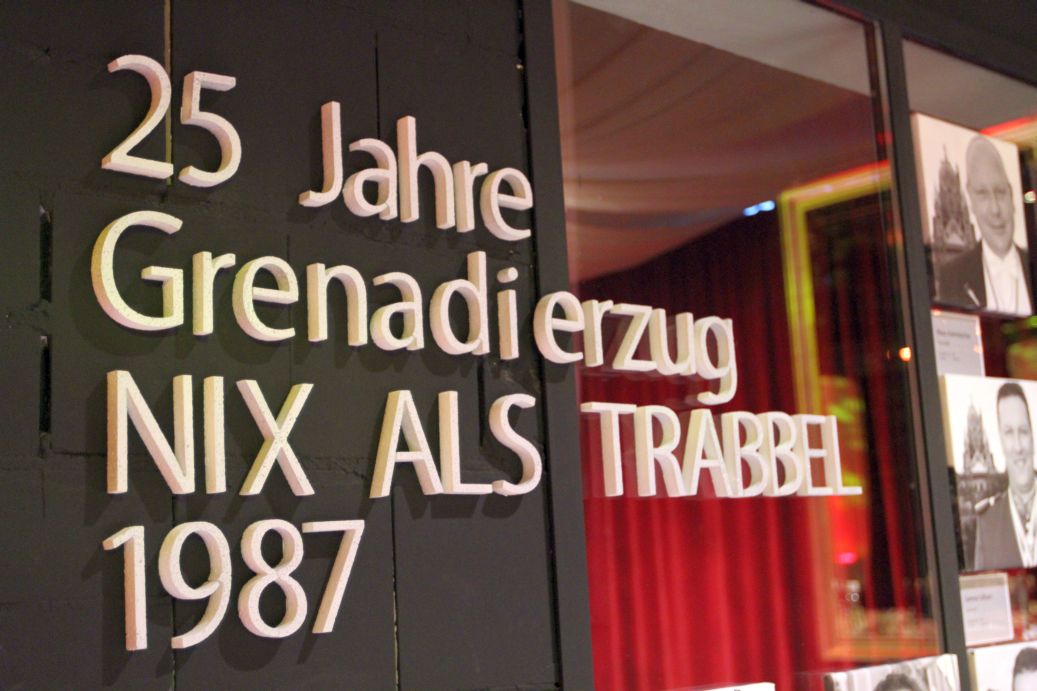 25 Jahre
Grenadierzug
NIX ALS TRABBEL
1987